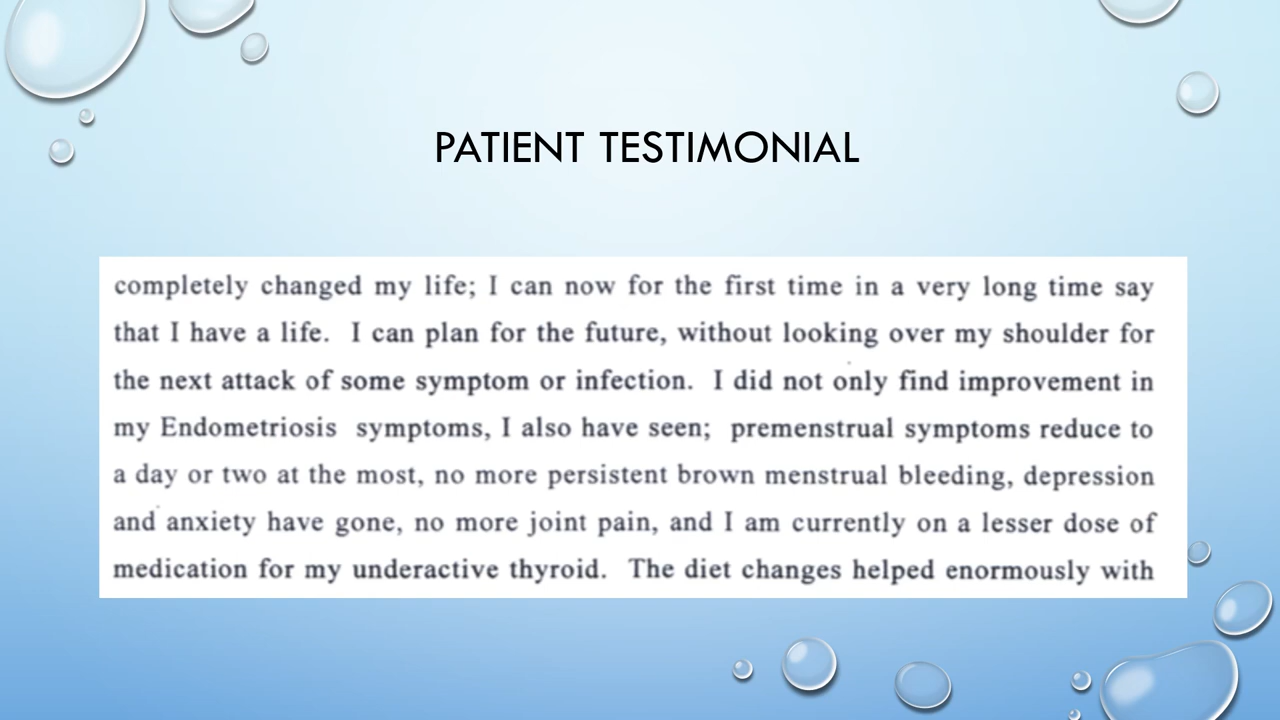 PATIENT TESTIMONIAL
completely changed my life; I can now for the first time in a very long time say
that I have a life. I can plan for the future, without looking over my shoulder for
the next attack of some symptom or infection. I did not only find improvement in
my Endometriosis symptoms, I also have seen; premenstrual symptoms reduce to
a day or two at the most, no more persistent brown menstrual bleeding, depression
and anxiety have gone, no more joint pain, and I am currently on a lesser dose of
medication for my underactive thyroid. The diet changes helped enormously with